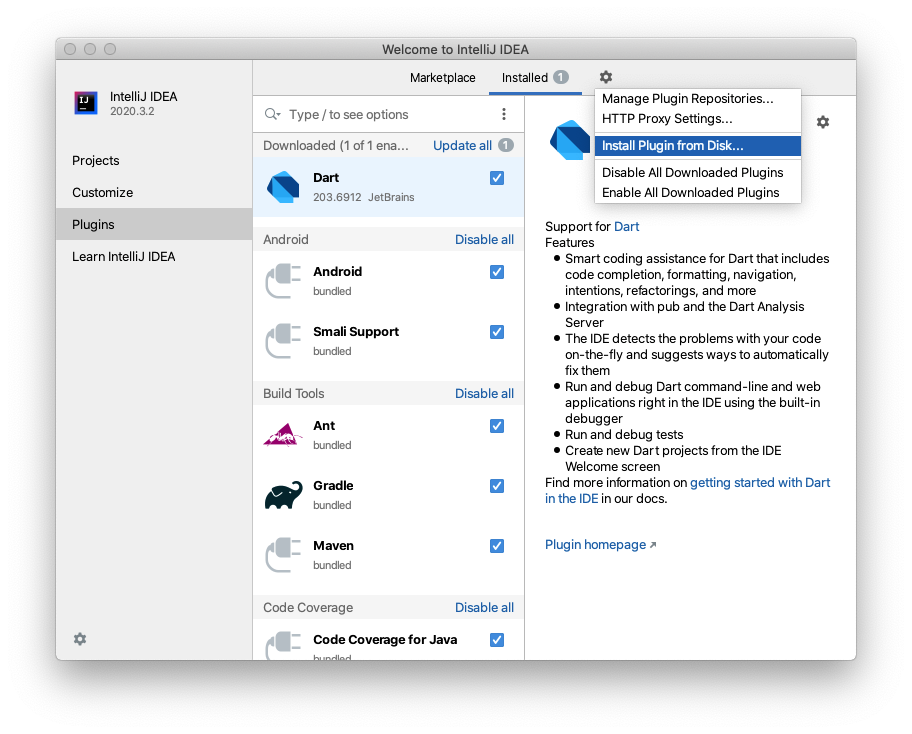 Welcome to IntelliJ IDEA
IJ
IntelliJ IDEA
2020.3.2
Projects
Customize
Plugins
Learn IntelliJ IDEA
Marketplace
Installed 1
Type / to see options
Downloaded (1 of 1 ena...
Update all 1
Dart
203.6912 JetBrains
Android
Disable all
Android
bundled
Smali Support
bundled
Build Tools
Disable all
Ant
bundled
Gradle
bundled
Maven
bundled
Code Coverage
Disable all
Code Coverage for Java
bundled
Manage Plugin Repositories...
HTTP Proxy Settings...
Install Plugin from Disk...
Disable All Downloaded Plugins
Enable All Downloaded Plugins
Support for Dart
Features
• Smart coding assistance for Dart that includes
code completion, formatting, navigation,
intentions, refactorings, and more
• Integration with pub and the Dart Analysis
Server
• The IDE detects the problems with your code
on-the-fly and suggests ways to automatically
fix them
• Run and debug Dart command-line and web
applications right in the IDE using the built-in
debugger
• Run and debug tests
• Create new Dart projects from the IDE
Welcome screen
Find more information on getting started with Dart
in the IDE in our docs.
Plugin homepage ↗